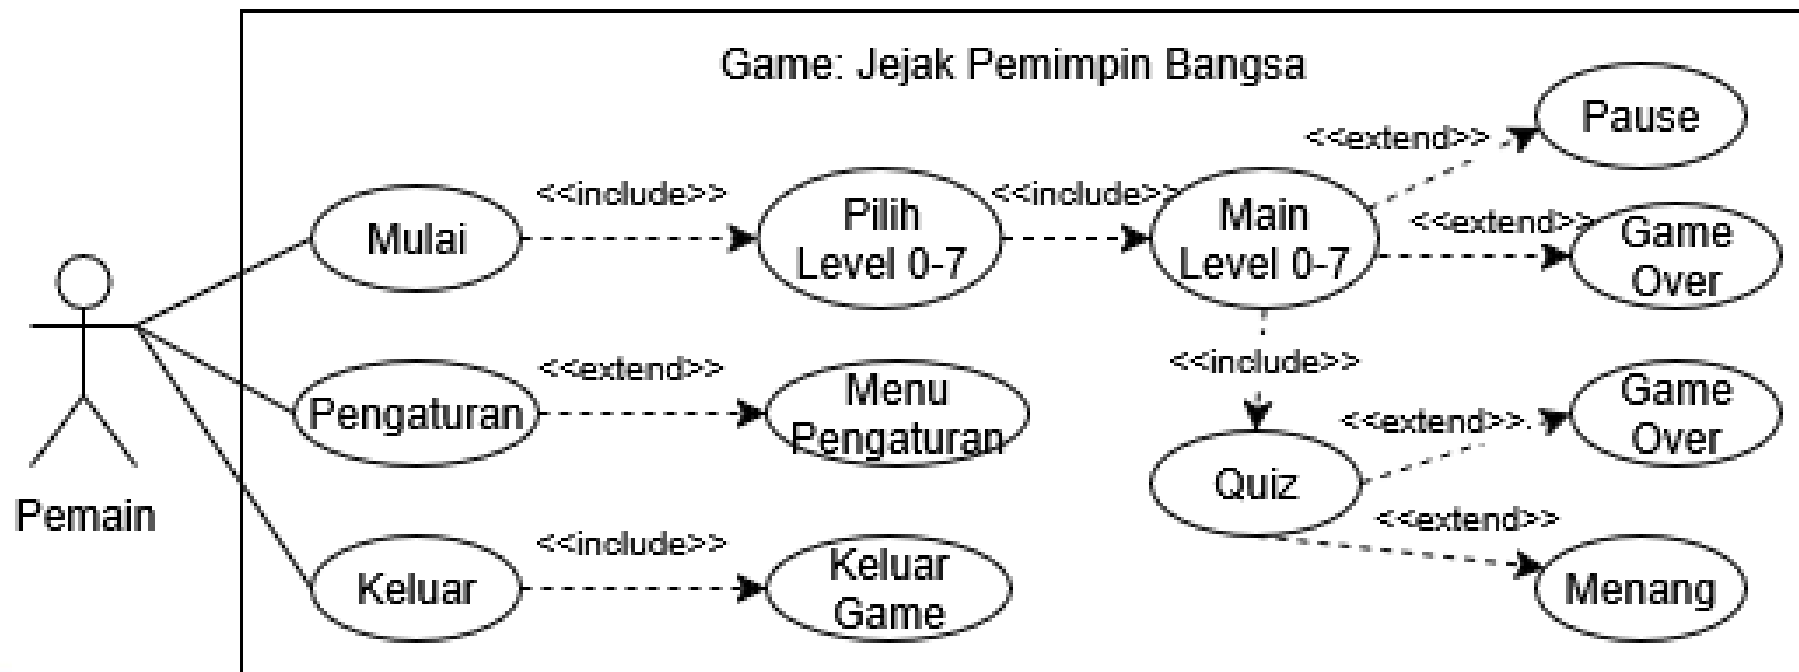 Game: Jejak Pemimpin Bangsa
Pause
<<extend>>
<<include>>
<<include>>
Mulai
Pilih
Level 0-7
Main
Level 0-7
<<extend>>
Game
Over
<<include>>
<<extend>>
Pengaturan
Menu
Pengaturan
<<extend>>
Game
Over
Quiz
Pemain
<<extend>>
<<include>>
Keluar
Keluar
Game
Menang